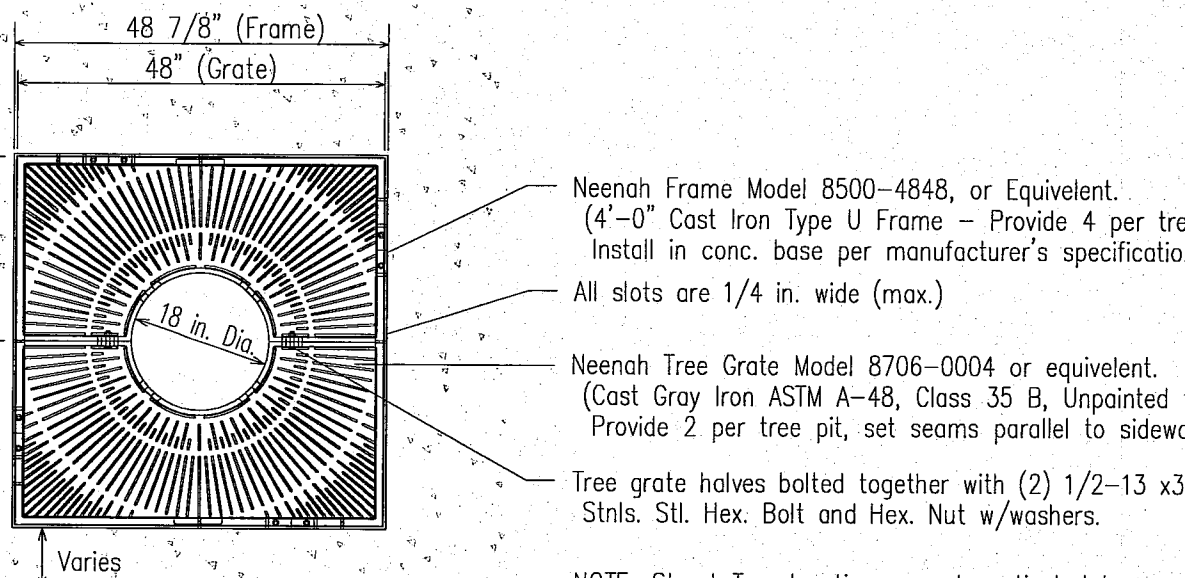 48 7/8" (Frame)
48" (Grate)
18 in. Dia.
Varies
Neenah Frame Model 8500-4848, or Equivelent.
(4'-0" Cast Iron Type U Frame - Provide 4 per
Install in conc. base per manufacturer's
All slots are 1/4 in. wide (max.)
Neenah Tree Grate Model 8706-0004 or equivelent.
(Cast Gray Iron ASTM A-48, Class 35 B, Unpainted
Provide 2 per tree pit, set seams parallel to
Tree grate halves bolted together with (2) 1/2-13 x3
Stnls. Stl. Hex. Bolt and Hex. Nut w/washers.